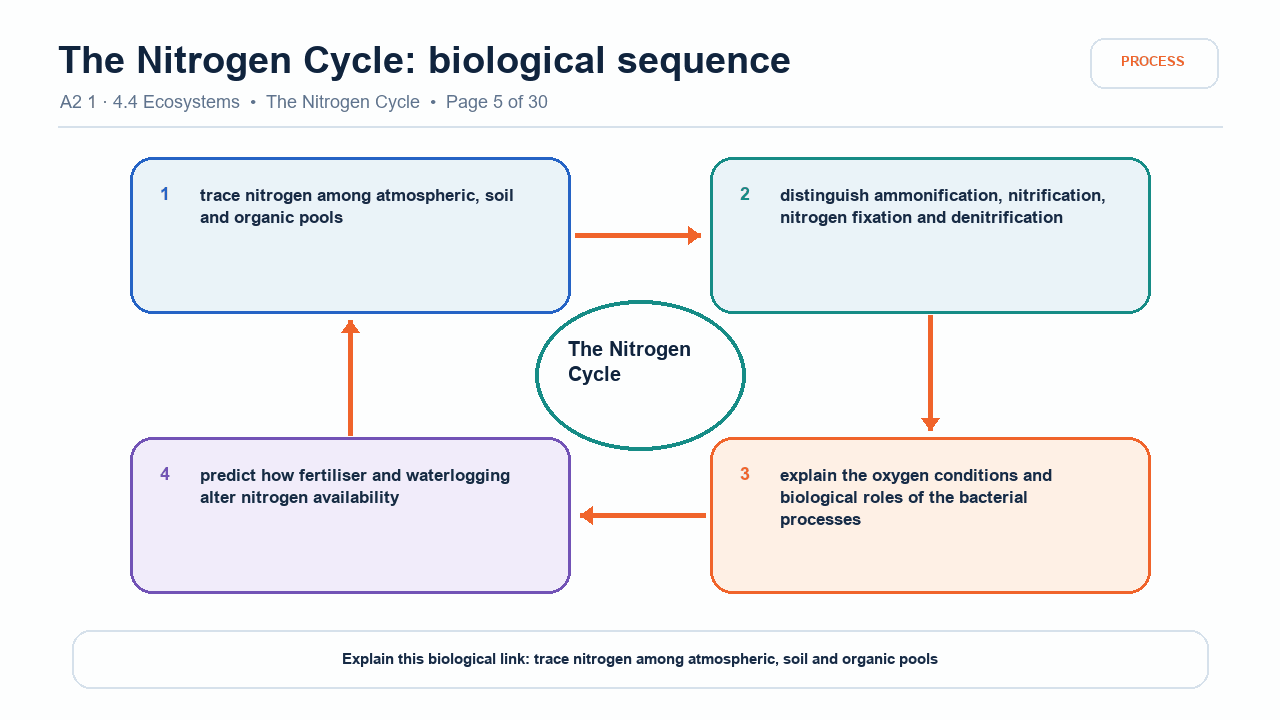 The Nitrogen Cycle: biological sequence
PROCESS
A2 1 · 4.4 Ecosystems • The Nitrogen Cycle • Page 5 of 30
1 trace nitrogen among atmospheric, soil
and organic pools
2 distinguish ammonification, nitrification,
nitrogen fixation and denitrification
The Nitrogen
Cycle
4 predict how fertiliser and waterlogging
alter nitrogen availability
3 explain the oxygen conditions and
biological roles of the bacterial
processes
Explain this biological link: trace nitrogen among atmospheric, soil and organic pools